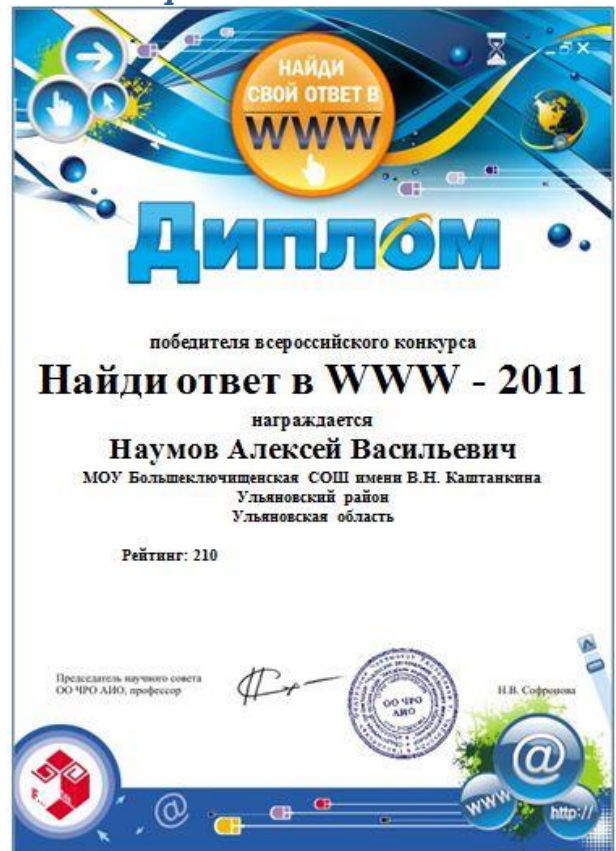 НАЙДИ
СВОЙ ОТВЕТ В
WWW
Диплом
победителя всероссийского конкурса
Найди ответ в WWW - 2011
награждается
Наумов Алексей Васильевич
МОУ Большеключищенская СОШ имени В.Н. Каштанкина
Ульяновский район
Ульяновская область
Рейтинг: 210
Председатель научного совета
ОО ЧРО АИО, профессор
Н.В. Софронова
ОО ЧРО
АИО
@
WWW
http://
@